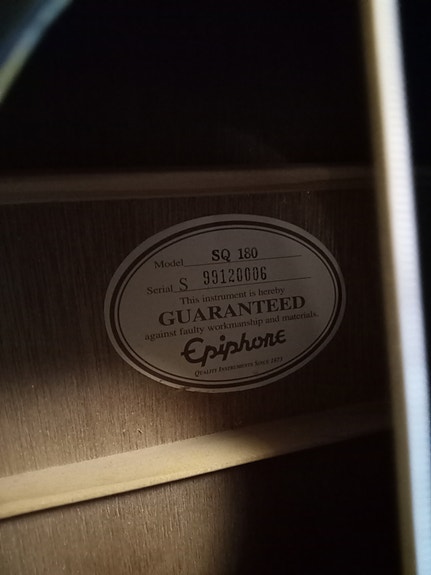 Model SQ 180
Serial S 99120006
This instrument is hereby
GUARANTEED
against faulty workmanship and materials.
Epiphone
QUALITY INSTRUMENTS SINCE 1873